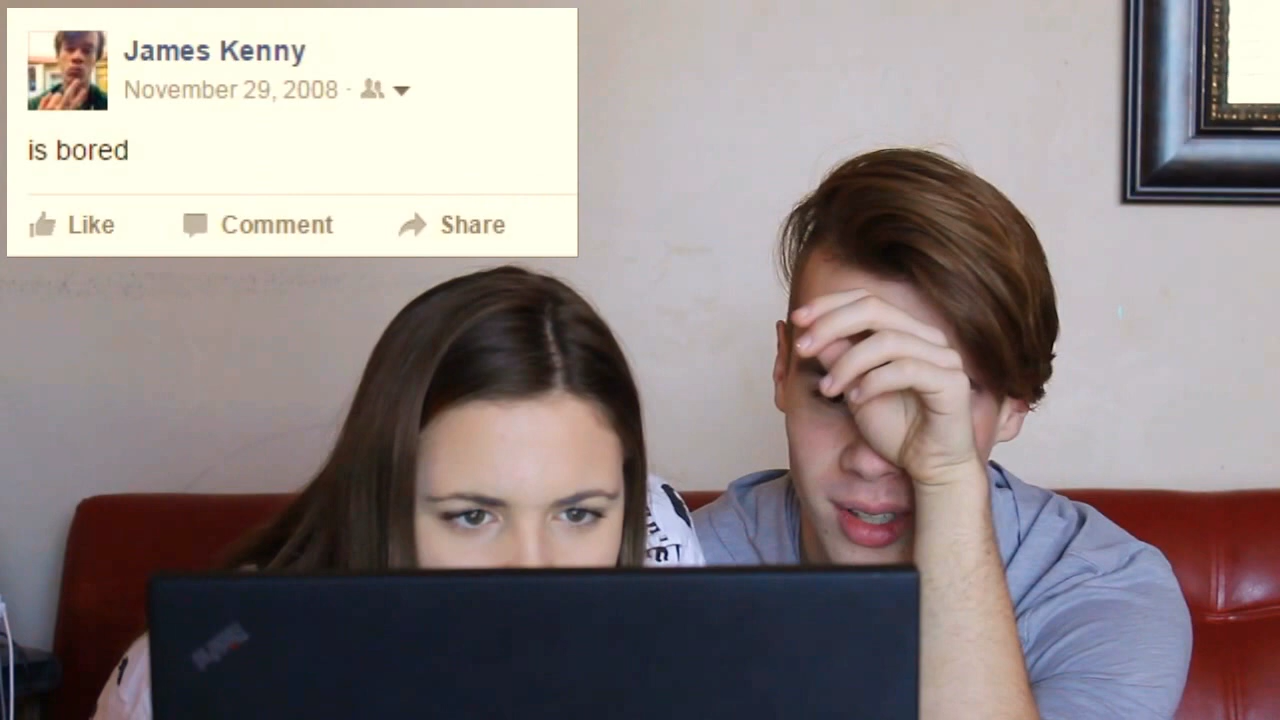 James Kenny
November 29, 2008 ·
is bored
Like Comment Share